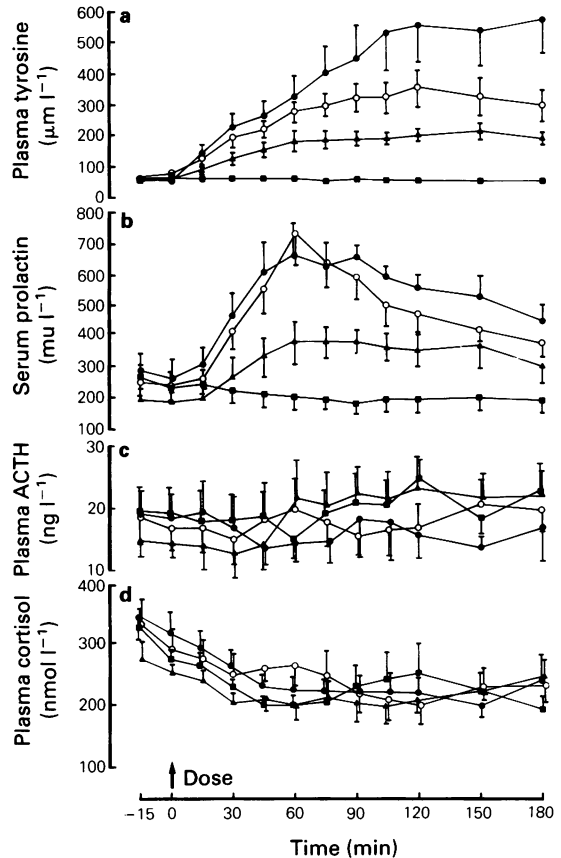 a
Plasma tyrosine
(μm l⁻¹)
600
500
400
300
200
100
0
b
Serum prolactin
(mu l⁻¹)
800
700
600
500
400
300
200
100
c
Plasma ACTH
(ng l⁻¹)
30
20
10
d
Plasma cortisol
(nmol l⁻¹)
400
300
200
100
Dose
−15 0 30 60 90 120 150 180
Time (min)